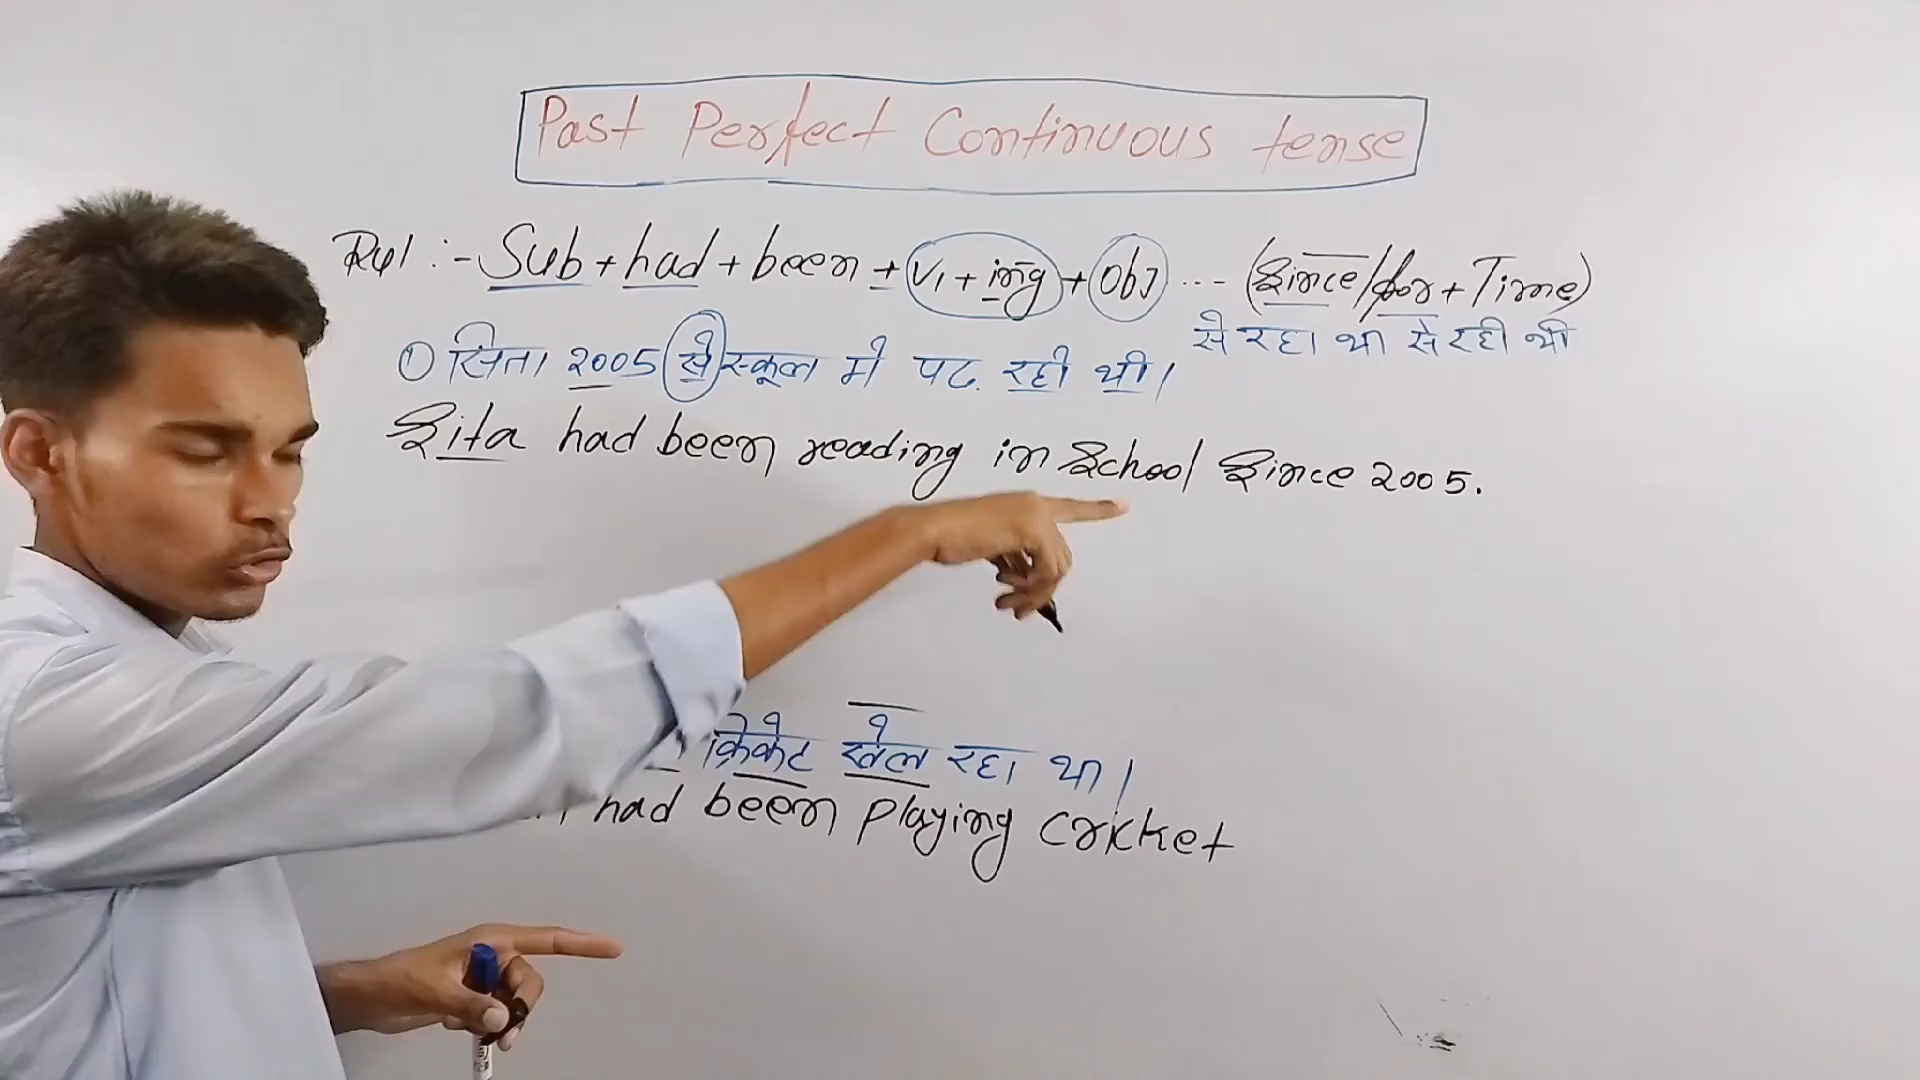 Past Perfect Continuous tense
Rul :- Sub + had + been + V1 + ing + Obj ... (Since/for + Time)
से रहा था से रही थी
① सिता 2005 से स्कूल में पढ़ रही थी।
Sita had been reading in School Since 2005.
क्रिकेट खेल रहा था।
had been playing cricket